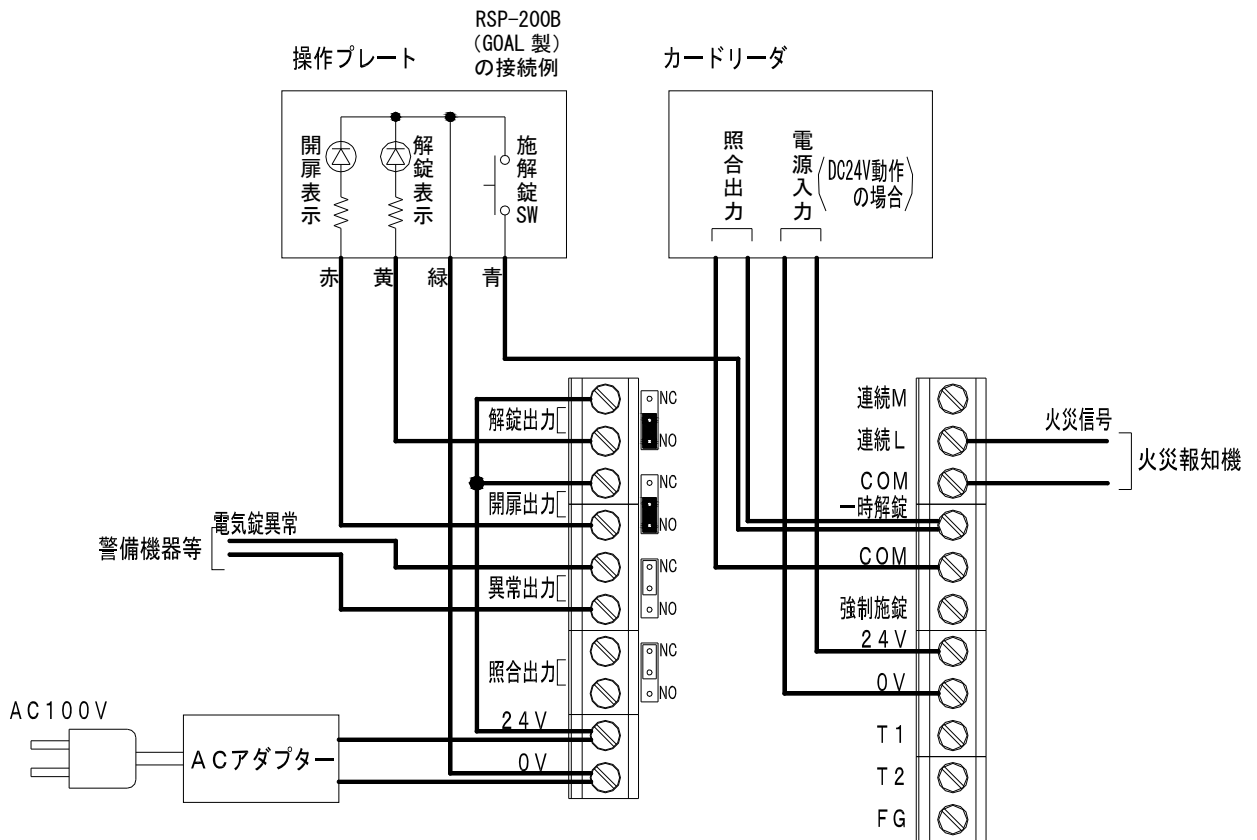 RSP-200B
(GOAL 製)
の接続例
操作プレート
カードリーダ
開扉表示
解錠表示
施解錠SW
照合出力
電源入力
(DC24V動作
の場合)
赤
黄
緑
青
解錠出力
NC
NO
開扉出力
NC
NO
電気錠異常
警備機器等
異常出力
NC
NO
照合出力
NC
NO
24V
0V
AC100V
ACアダプター
連続M
連続L
COM
一時解錠
COM
強制施錠
24V
0V
T1
T2
FG
火災信号
火災報知機